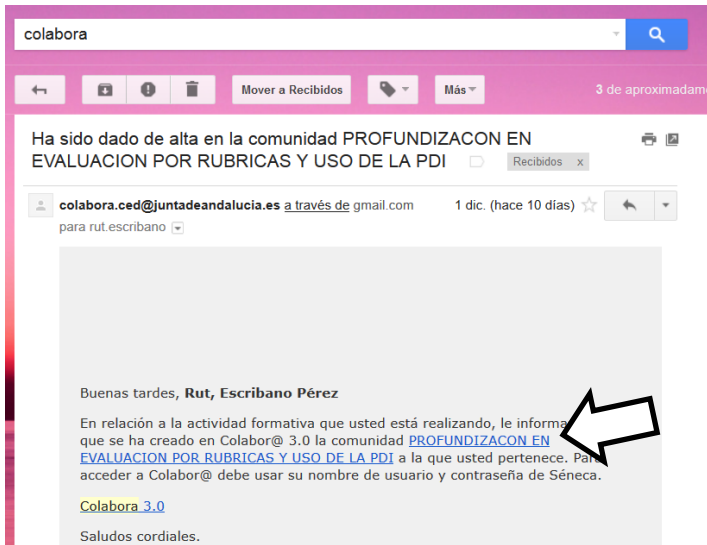 colabora
Mover a Recibidos
Más
3 de aproximadam
Ha sido dado de alta en la comunidad PROFUNDIZACON EN
EVALUACION POR RUBRICAS Y USO DE LA PDI
Recibidos x
colabora.ced@juntadeandalucia.es a través de gmail.com 1 dic. (hace 10 días)
para rut.escribano
Buenas tardes, Rut, Escribano Pérez
En relación a la actividad formativa que usted está realizando, le informa
que se ha creado en Colabor@ 3.0 la comunidad PROFUNDIZACON EN
EVALUACION POR RUBRICAS Y USO DE LA PDI a la que usted pertenece.
acceder a Colabor@ debe usar su nombre de usuario y contraseña de Séneca.
Colabora 3.0
Saludos cordiales.